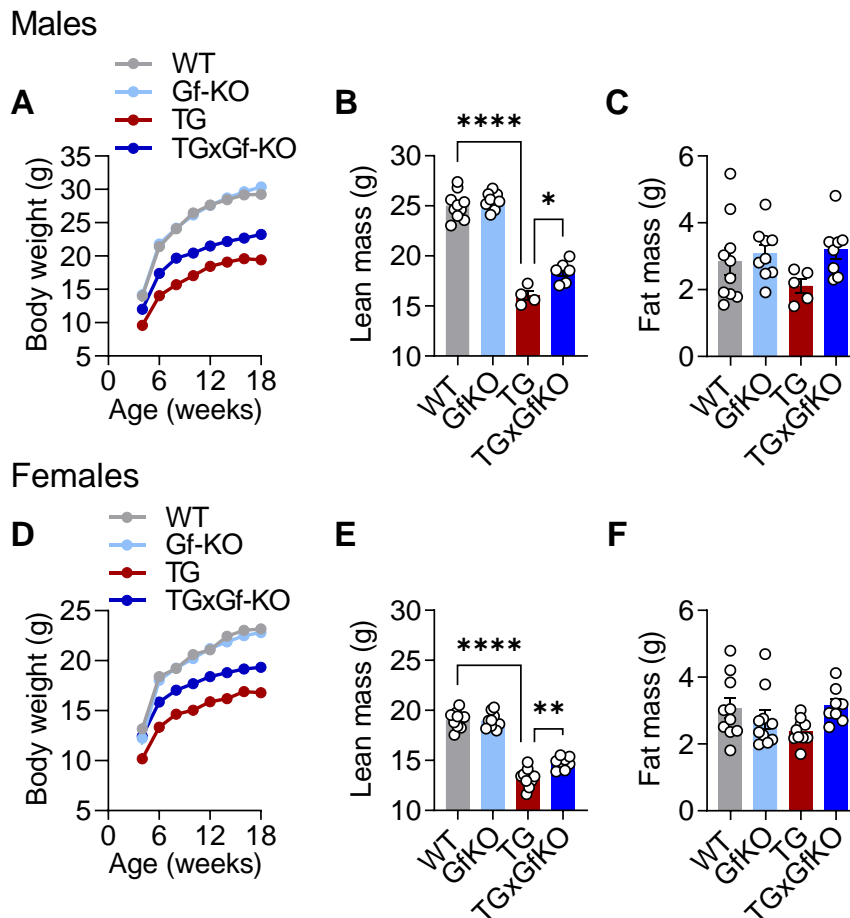 Males
WT
Gf-KO
TG
TGxGf-KO
A
Body weight (g)
35
30
25
20
15
10
5
0 6 12 18
Age (weeks)
B
****
*
Lean mass (g)
30
25
20
15
10
WT GfKO TG TGxGfKO
C
Fat mass (g)
6
4
2
0
WT GfKO TG TGxGfKO
Females
WT
Gf-KO
TG
TGxGf-KO
D
Body weight (g)
25
20
15
10
5
0 6 12 18
Age (weeks)
E
****
**
Lean mass (g)
30
25
20
15
10
WT GfKO TG TGxGfKO
F
Fat mass (g)
6
4
2
0
WT GfKO TG TGxGfKO